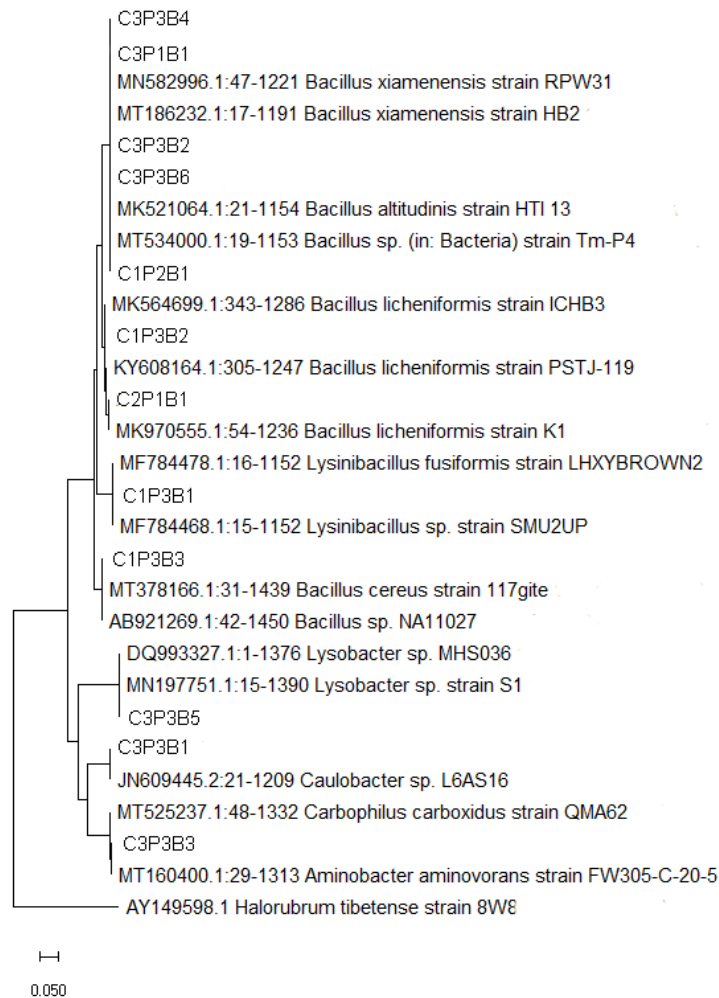 C3P3B4
C3P1B1
MN582996.1:47-1221 Bacillus xiamenensis strain RPW31
MT186232.1:17-1191 Bacillus xiamenensis strain HB2
C3P3B2
C3P3B6
MK521064.1:21-1154 Bacillus altitudinis strain HTI 13
MT534000.1:19-1153 Bacillus sp. (in: Bacteria) strain Tm-P4
C1P2B1
MK564699.1:343-1286 Bacillus licheniformis strain ICHB3
C1P3B2
KY608164.1:305-1247 Bacillus licheniformis strain PSTJ-119
C2P1B1
MK970555.1:54-1236 Bacillus licheniformis strain K1
MF784478.1:16-1152 Lysinibacillus fusiformis strain LHXYBROWN2
C1P3B1
MF784468.1:15-1152 Lysinibacillus sp. strain SMU2UP
C1P3B3
MT378166.1:31-1439 Bacillus cereus strain 117gite
AB921269.1:42-1450 Bacillus sp. NA11027
DQ993327.1:1-1376 Lysobacter sp. MHS036
MN197751.1:15-1390 Lysobacter sp. strain S1
C3P3B5
C3P3B1
JN609445.2:21-1209 Caulobacter sp. L6AS16
MT525237.1:48-1332 Carbophilus carboxidus strain QMA62
C3P3B3
MT160400.1:29-1313 Aminobacter aminovorans strain FW305-C-20-5
AY149598.1 Halorubrum tibetense strain 8W8
0.050